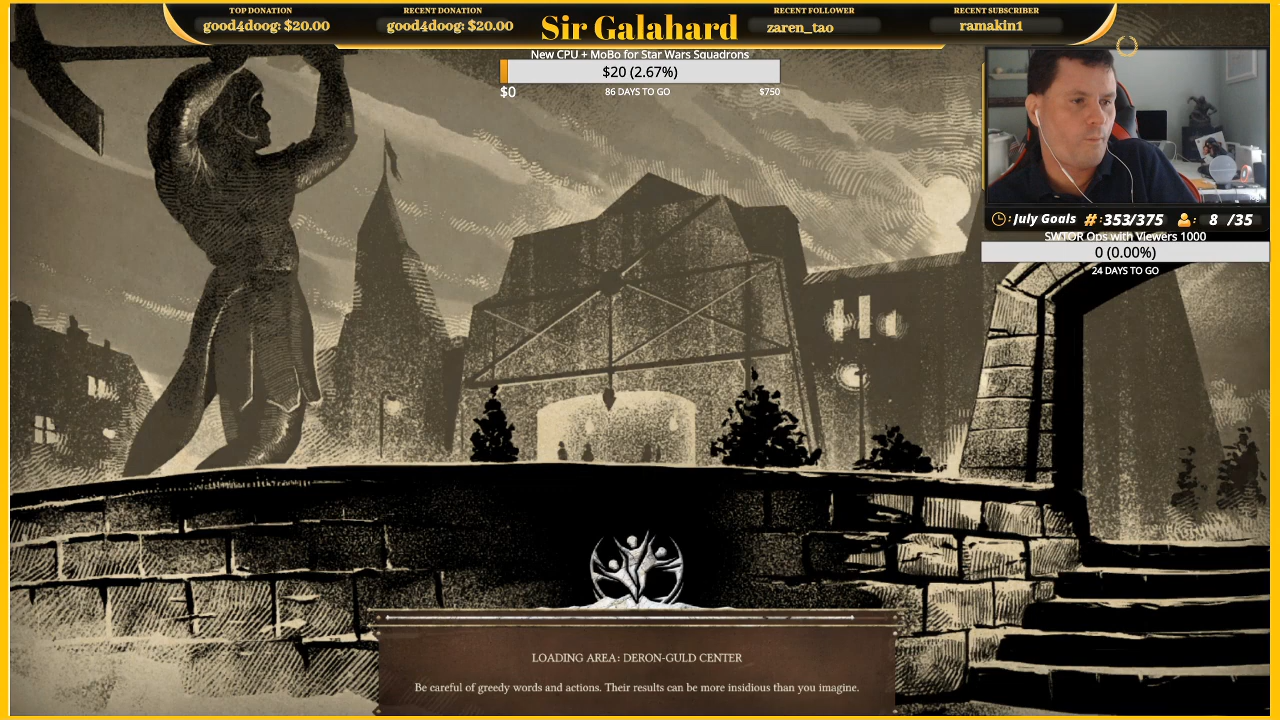 TOP DONATION
good4doog: $20.00
RECENT DONATION
good4doog: $20.00
Sir Galahard
RECENT FOLLOWER
zaren_tao
RECENT SUBSCRIBER
ramakin1
New CPU + MoBo for Star Wars Squadrons
$20 (2.67%)
$0
86 DAYS TO GO
$750
: July Goals # : 353/375 : 8 /35
SWTOR Ops with Viewers 1000
0 (0.00%)
24 DAYS TO GO
LOADING AREA: DERON-GULD CENTER
Be careful of greedy words and actions. Their results can be more insidious than you imagine.